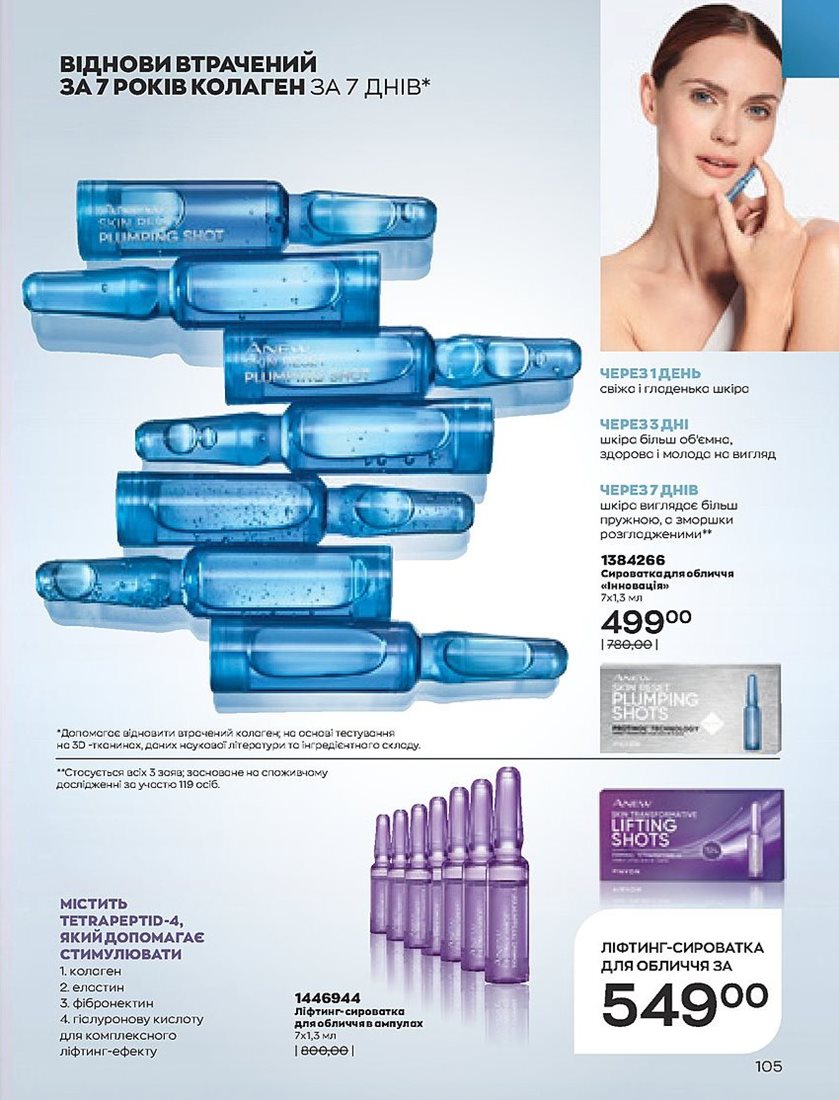 ВІДНОВИ ВТРАЧЕНИЙ
ЗА 7 РОКІВ КОЛАГЕН ЗА 7 ДНІВ*
SKIN RESET
PLUMPING SHOT
ANEW
SKIN RESET
PLUMPING SHOT
ЧЕРЕЗ 1 ДЕНЬ
свіжа і гладенька шкіра
ЧЕРЕЗ 3 ДНІ
шкіра більш об'ємна,
здорова і молода на вигляд
ЧЕРЕЗ 7 ДНІВ
шкіра виглядає більш
пружною, а зморшки
розгладженими**
1384266
Сироватка для обличчя
«Інновація»
7х1,3 мл
499⁰⁰
| 780,00 |
ANEW
SKIN RESET
PLUMPING
SHOTS
PROTINOL TECHNOLOGY
*Допомагає відновити втрачений колаген; на основі тестування
на 3D -тканинах, даних наукової літератури та інгредієнтного складу.
**Стосується всіх 3 заяв; засноване на споживчому
дослідженні за участю 119 осіб.
ANEW
SKIN TRANSFORMATIVE
LIFTING
SHOTS
МІСТИТЬ
TETRAPEPTID-4,
ЯКИЙ ДОПОМАГАЄ
СТИМУЛЮВАТИ
1. колаген
2. еластин
3. фібронектин
4. гіалуронову кислоту
для комплексного
ліфтинг-ефекту
1446944
Ліфтинг-сироватка
для обличчя в ампулах
7х1,3 мл
| 800,00 |
ЛІФТИНГ-СИРОВАТКА
ДЛЯ ОБЛИЧЧЯ ЗА
549⁰⁰
105